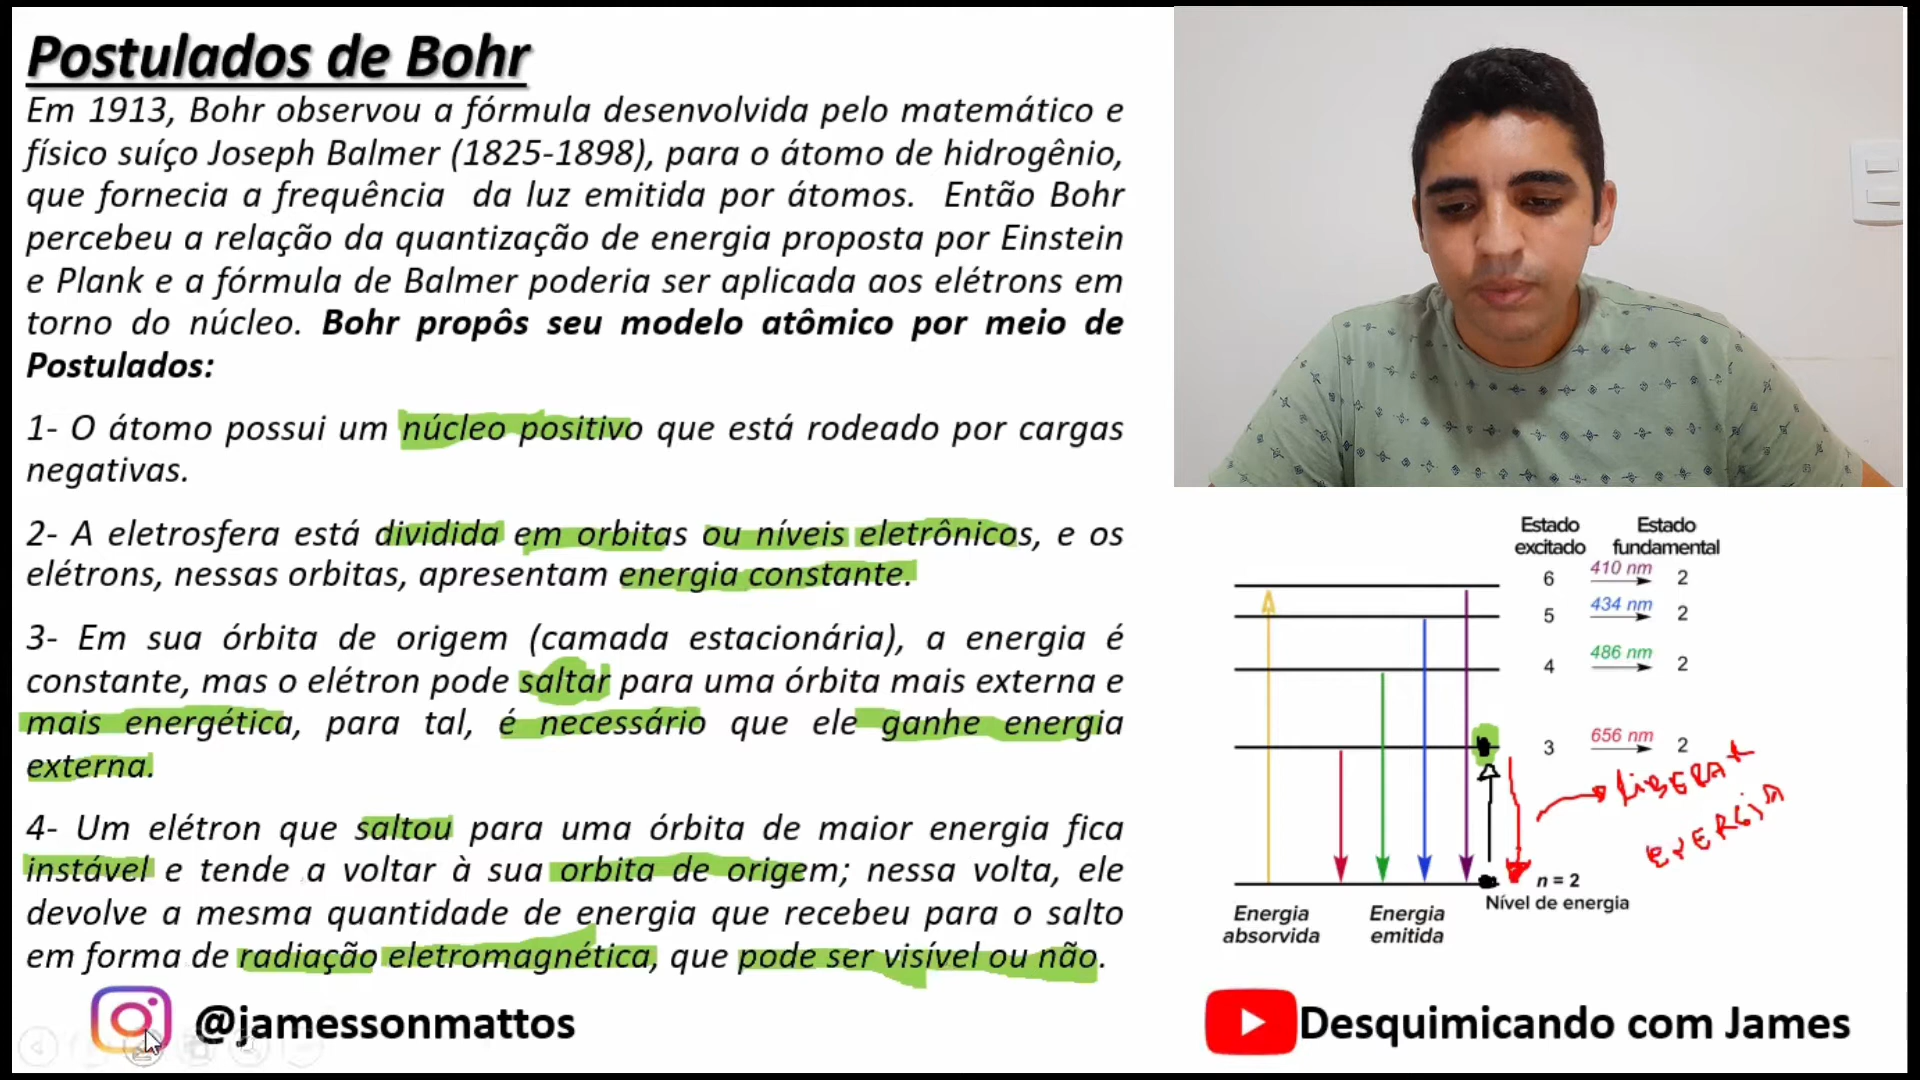 Postulados de Bohr
Em 1913, Bohr observou a fórmula desenvolvida pelo matemático e
físico suíço Joseph Balmer (1825-1898), para o átomo de hidrogênio,
que fornecia a frequência da luz emitida por átomos. Então Bohr
percebeu a relação da quantização de energia proposta por Einstein
e Plank e a fórmula de Balmer poderia ser aplicada aos elétrons em
torno do núcleo. Bohr propôs seu modelo atômico por meio de
Postulados:
1- O átomo possui um núcleo positivo que está rodeado por cargas
negativas.
2- A eletrosfera está dividida em orbitas ou níveis eletrônicos, e os
elétrons, nessas orbitas, apresentam energia constante.
3- Em sua órbita de origem (camada estacionária), a energia é
constante, mas o elétron pode saltar para uma órbita mais externa e
mais energética, para tal, é necessário que ele ganhe energia
externa.
4- Um elétron que saltou para uma órbita de maior energia fica
instável e tende a voltar à sua orbita de origem; nessa volta, ele
devolve a mesma quantidade de energia que recebeu para o salto
em forma de radiação eletromagnética, que pode ser visível ou não.
@jamessonmattos
Estado excitado Estado fundamental
6 410 nm 2
5 434 nm 2
4 486 nm 2
3 656 nm 2
LIBERAR
ENERGIA
n = 2
Nível de energia
Energia absorvida
Energia emitida
Desquimicando com James